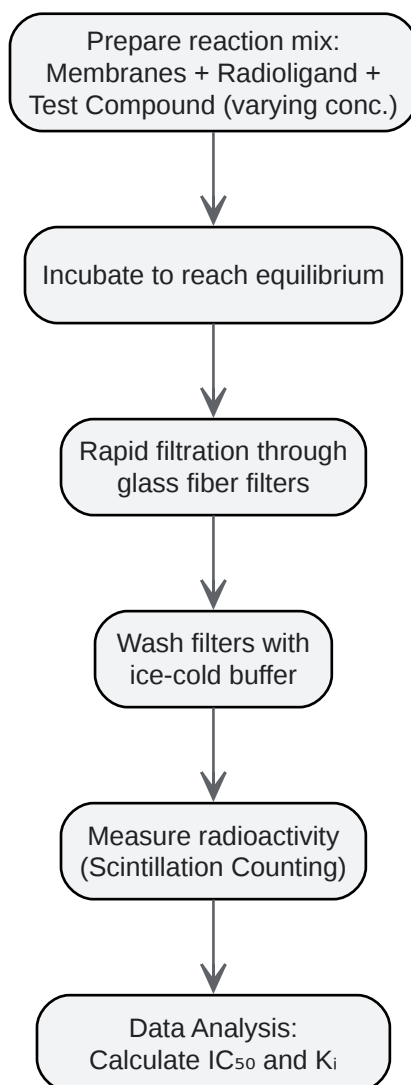 Prepare reaction mix:
Membranes + Radioligand +
Test Compound (varying conc.)
Incubate to reach equilibrium
Rapid filtration through
glass fiber filters
Wash filters with
ice-cold buffer
Measure radioactivity
(Scintillation Counting)
Data Analysis:
Calculate IC₅₀ and Kᵢ